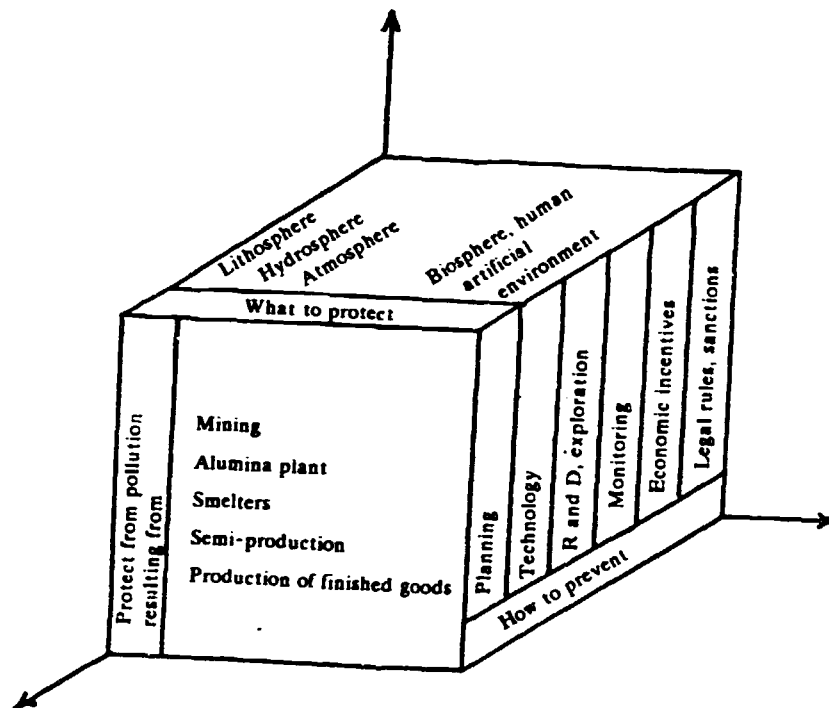 Lithosphere
Hydrosphere
Atmosphere
Biosphere, human
artificial
environment
What to protect
Protect from pollution
resulting from
Mining
Alumina plant
Smelters
Semi-production
Production of finished goods
Planning
Technology
R and D, exploration
Monitoring
Economic incentives
Legal rules, sanctions
How to prevent